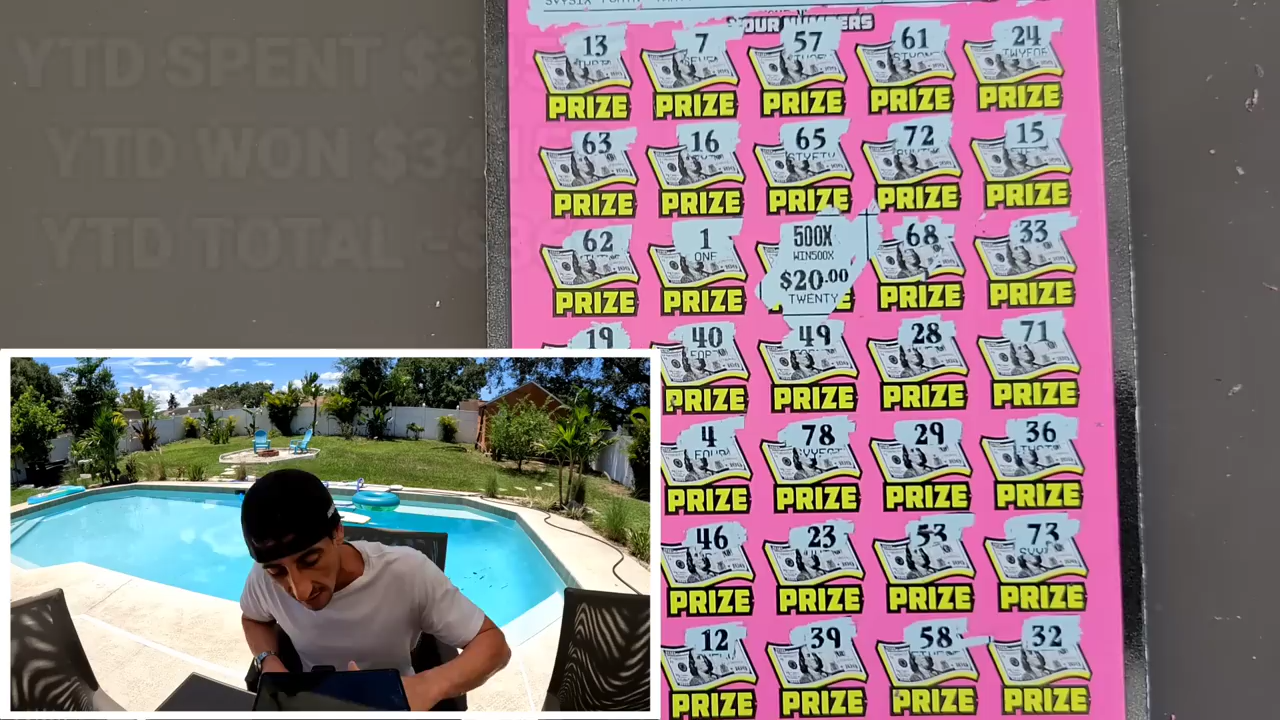 YOUR NUMBERS
13 7 57 61 24
PRIZE PRIZE PRIZE PRIZE PRIZE
63 16 65 72 15
PRIZE PRIZE PRIZE PRIZE PRIZE
62 1 500X 68 33
ONE WIN500X
$20.00
TWENTY
PRIZE PRIZE PRIZE PRIZE
19 40 49 28 71
PRIZE PRIZE PRIZE PRIZE
4 78 29 36
FOUR
PRIZE PRIZE PRIZE PRIZE
46 23 53 73
PRIZE PRIZE PRIZE PRIZE
12 39 58 32
PRIZE PRIZE PRIZE PRIZE
YTD SPENT
YTD WON
YTD TOTAL